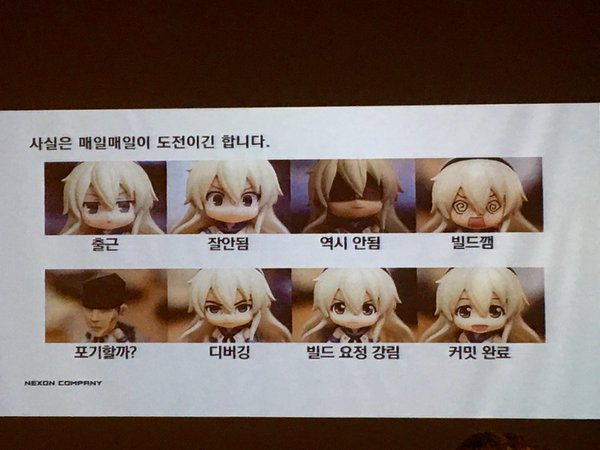 사실은 매일매일이 도전이긴 합니다.
출근 잘안됨 역시 안됨 빌드깸
포기할까? 디버깅 빌드 요정 강림 커밋 완료
NEXON COMPANY